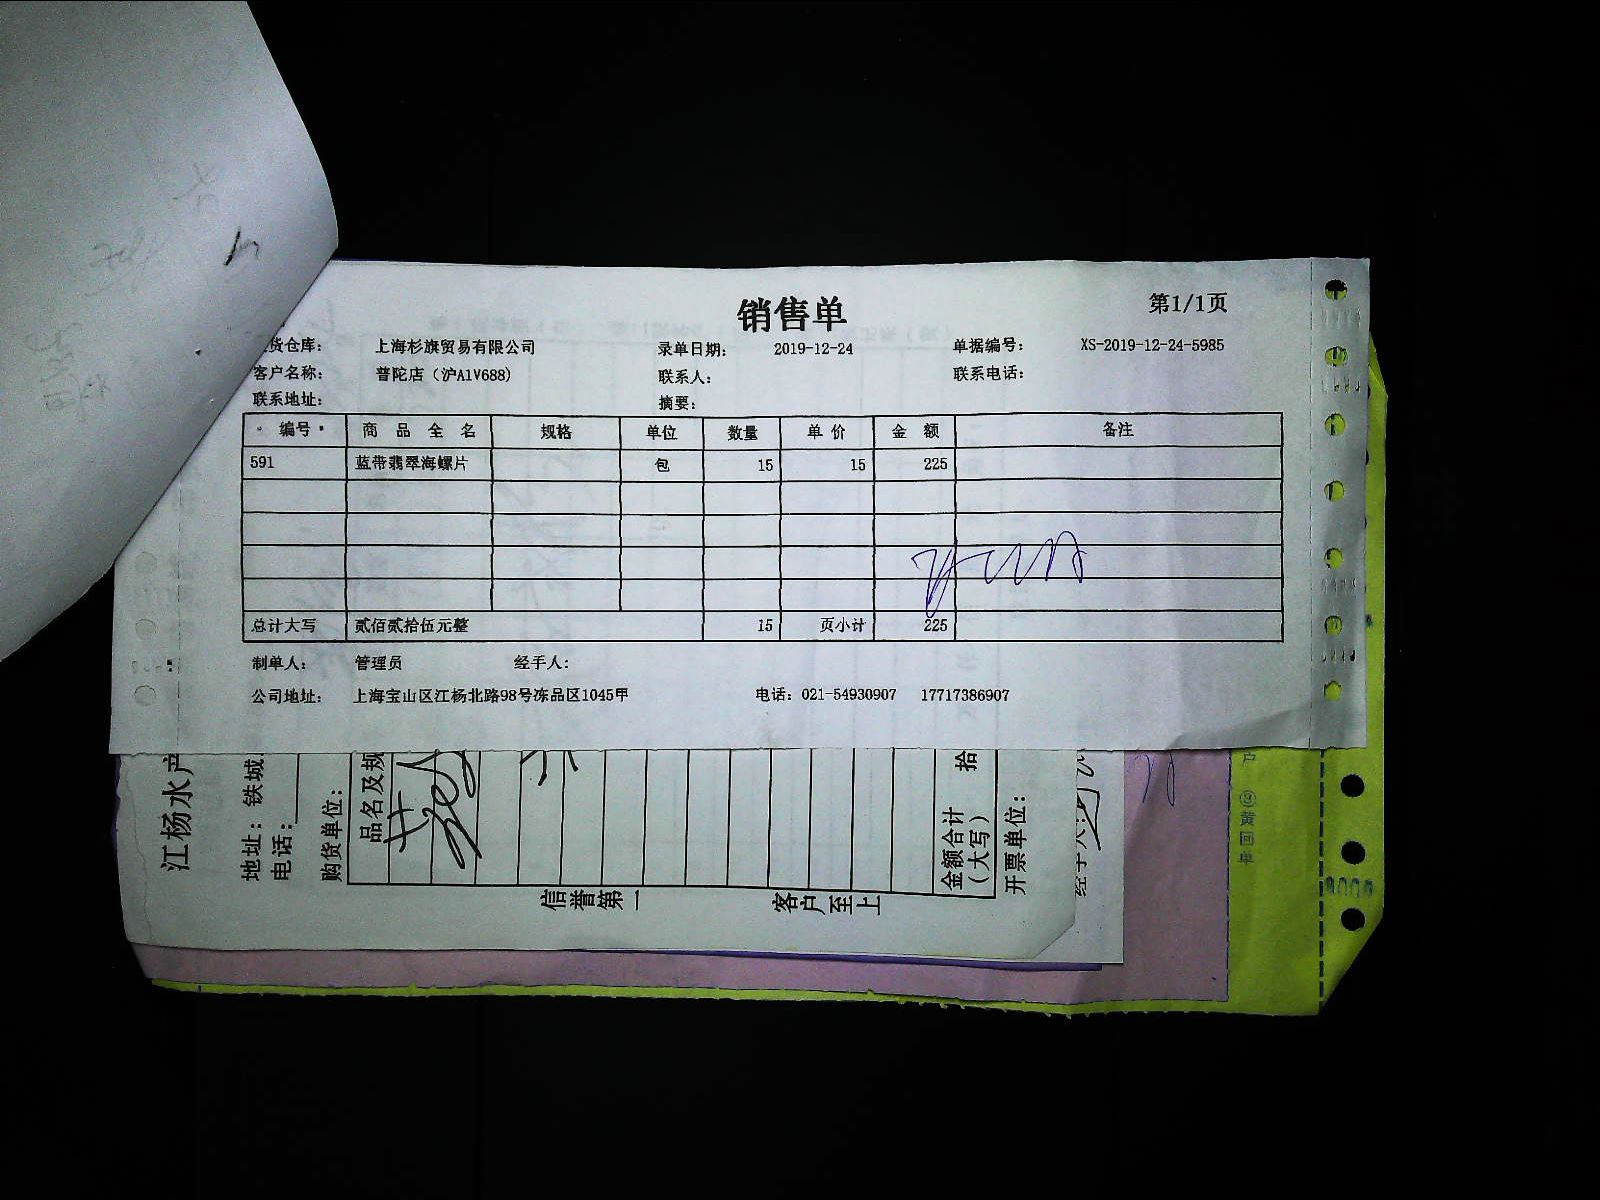 销售单
第1/1页
货仓库： 上海杉旗贸易有限公司 录单日期： 2019-12-24 单据编号： XS-2019-12-24-5985
客户名称： 普陀店（沪A1V688） 联系人： 联系电话：
联系地址： 摘要：
编号 商品全名 规格 单位 数量 单价 金额 备注
591 蓝带翡翠海螺片 包 15 15 225
总计大写 贰佰贰拾伍元整 15 页小计 225
制单人： 管理员 经手人：
公司地址： 上海宝山区江杨北路98号冻品区1045甲 电话：021-54930907 17717386907
江杨水产
地址：铁城
电话：
购货单位：
品名及规
金额合计
（大写）
拾
开票单位：
信誉第一
客户至上